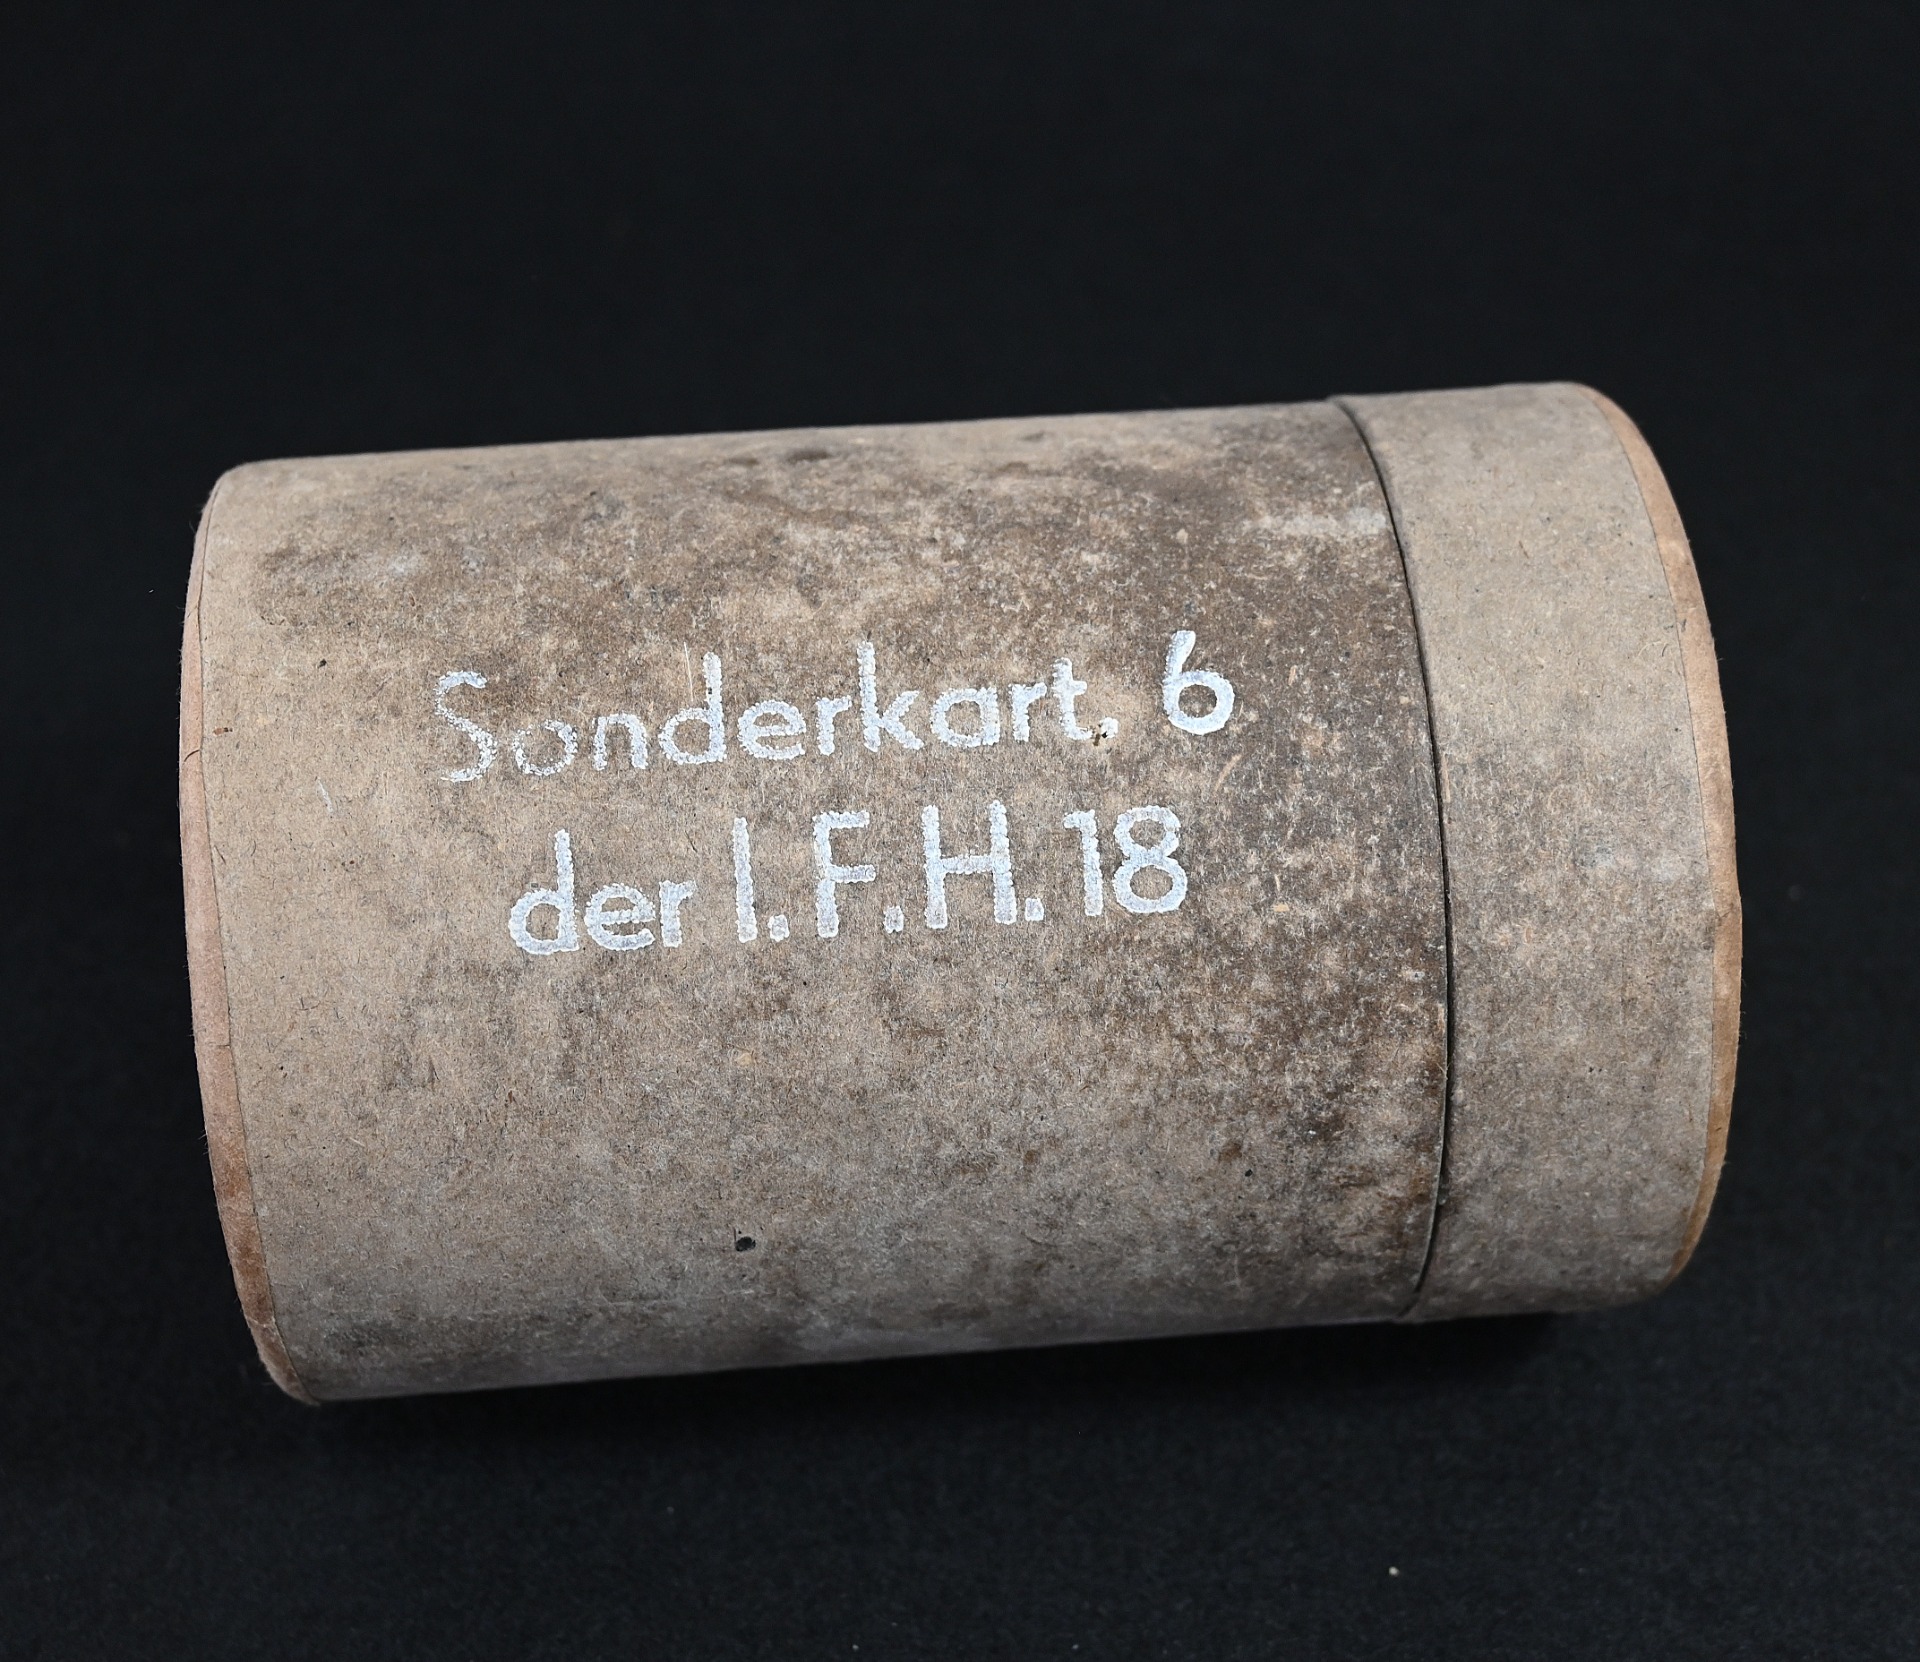 Sonderkart. 6
der l.F.H.18